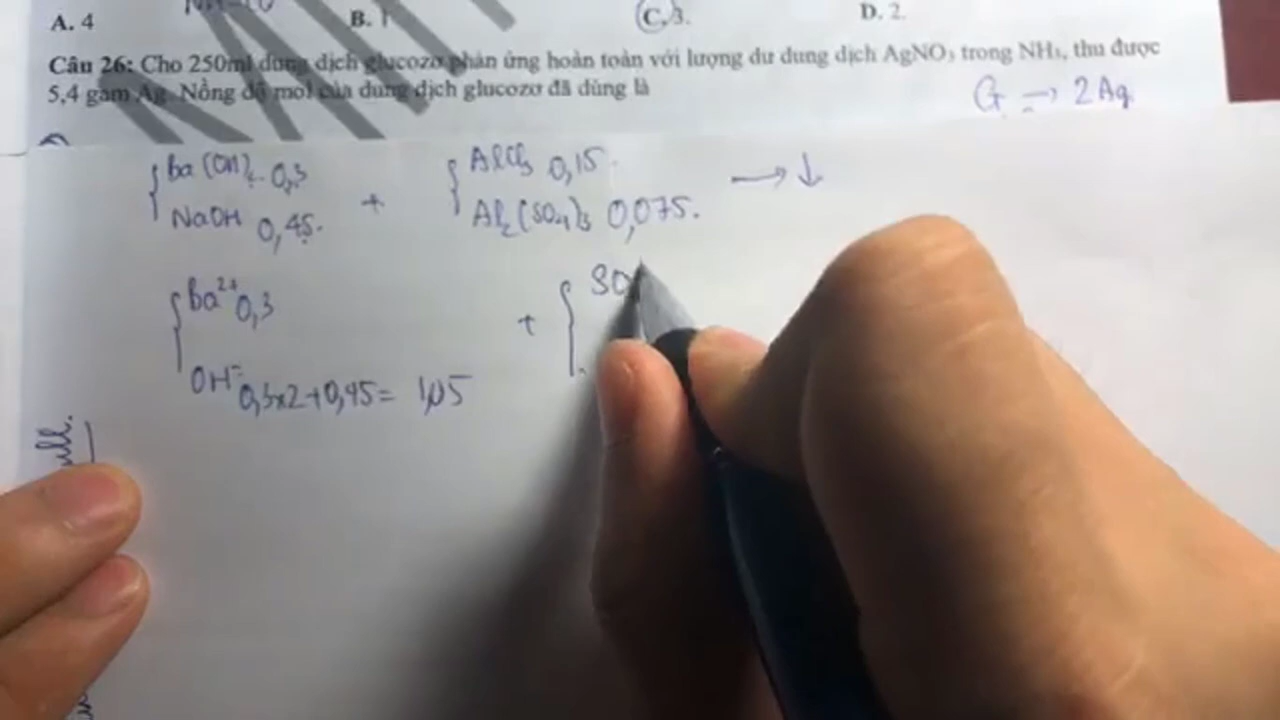 A. 4 B. 1 C. 3. D. 2.
Câu 26: Cho 250ml dung dịch glucozơ phản ứng hoàn toàn với lượng dư dung dịch AgNO3 trong NH3, thu được
5,4 gam Ag. Nồng độ mol của dung dịch glucozơ đã dùng là
G → 2Ag
Ba(OH)2 0,3 + AlCl3 0,15. → ↓
NaOH 0,45. Al2(SO4)3 0,075.
Ba2+ 0,3 + SO
OH- 0,3x2+0,45= 1,05